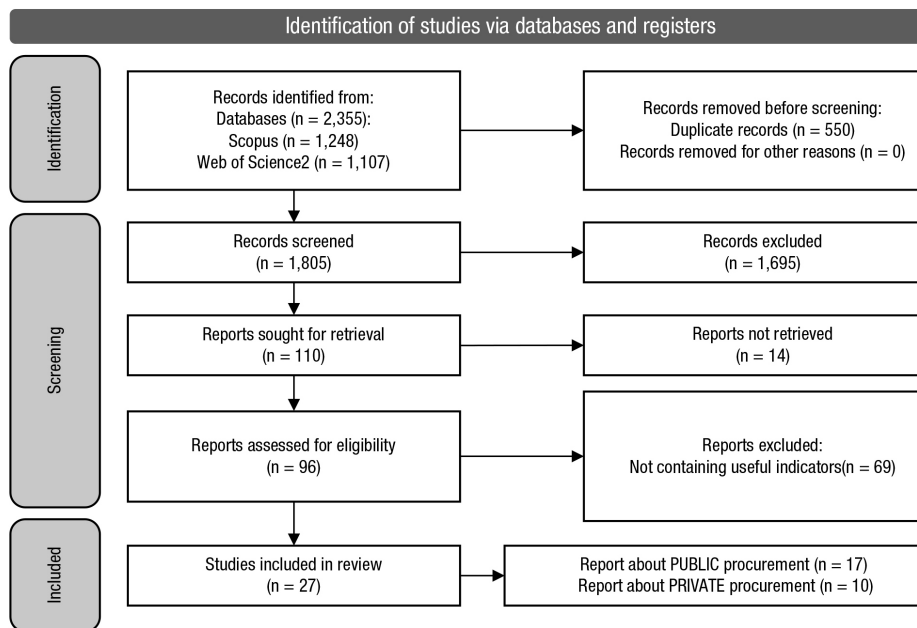 Identification of studies via databases and registers
Identification
Records identified from:
Databases (n = 2,355):
Scopus (n = 1,248)
Web of Science2 (n = 1,107)
Records removed before screening:
Duplicate records (n = 550)
Records removed for other reasons (n = 0)
Screening
Records screened
(n = 1,805)
Records excluded
(n = 1,695)
Reports sought for retrieval
(n = 110)
Reports not retrieved
(n = 14)
Reports assessed for eligibility
(n = 96)
Reports excluded:
Not containing useful indicators(n = 69)
Included
Studies included in review
(n = 27)
Report about PUBLIC procurement (n = 17)
Report about PRIVATE procurement (n = 10)